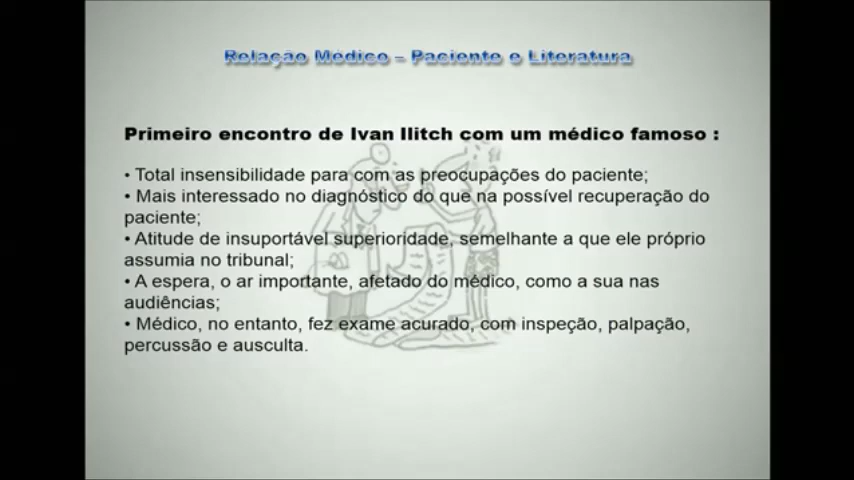 Relação Médico – Paciente e Literatura
Primeiro encontro de Ivan Ilitch com um médico famoso :
• Total insensibilidade para com as preocupações do paciente;
• Mais interessado no diagnóstico do que na possível recuperação do
paciente;
• Atitude de insuportável superioridade, semelhante a que ele próprio
assumia no tribunal;
• A espera, o ar importante, afetado do médico, como a sua nas
audiências;
• Médico, no entanto, fez exame acurado, com inspeção, palpação,
percussão e ausculta.